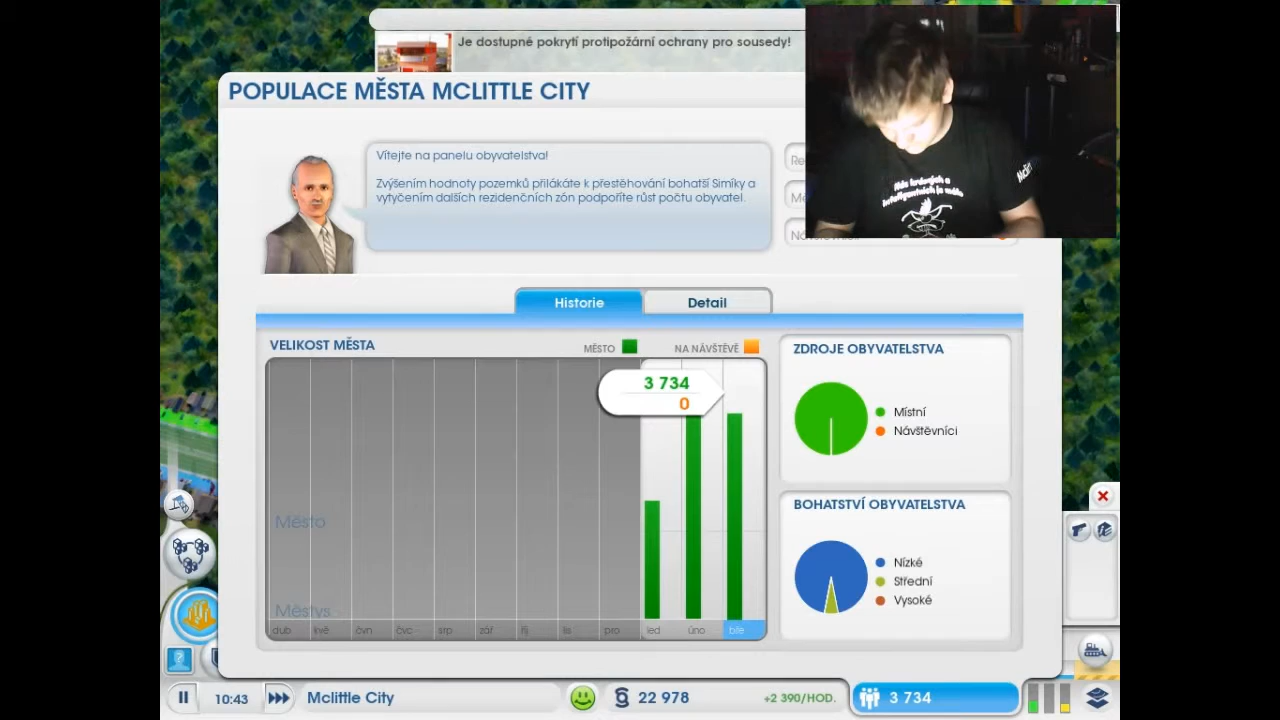 Je dostupné pokrytí protipožární ochrany pro sousedy!
POPULACE MĚSTA MCLITTLE CITY
Vítejte na panelu obyvatelstva!
Zvýšením hodnoty pozemků přilákáte k přestěhování bohatší Simíky a
vytyčením dalších rezidenčních zón podpoříte růst počtu obyvatel.
Historie
Detail
VELIKOST MĚSTA
MĚSTO
NA NÁVŠTĚVĚ
3 734
0
Město
Městys
dub kvě čvn čvc srp zář říj lis pro led úno bře
ZDROJE OBYVATELSTVA
Místní
Návštěvníci
BOHATSTVÍ OBYVATELSTVA
Nízké
Střední
Vysoké
10:43
Mclittle City
22 978
+2 390/HOD.
3 734